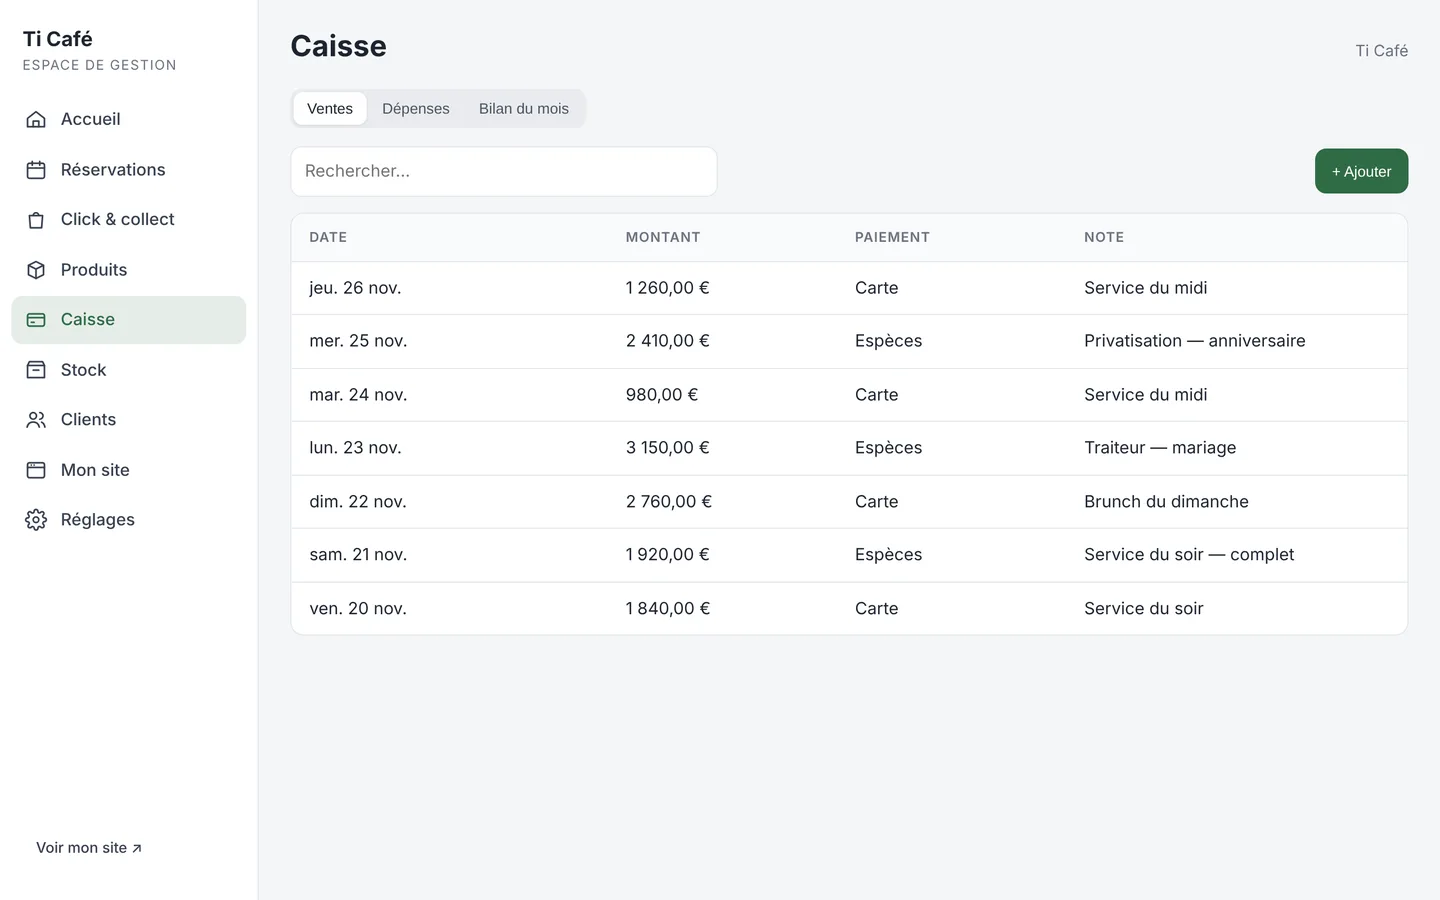 Ti Café
ESPACE DE GESTION
Accueil
Réservations
Click & collect
Produits
Caisse
Stock
Clients
Mon site
Réglages
Voir mon site ↗
Caisse
Ti Café
Ventes Dépenses Bilan du mois
Rechercher...
+ Ajouter
DATE MONTANT PAIEMENT NOTE
jeu. 26 nov. 1 260,00 € Carte Service du midi
mer. 25 nov. 2 410,00 € Espèces Privatisation — anniversaire
mar. 24 nov. 980,00 € Carte Service du midi
lun. 23 nov. 3 150,00 € Espèces Traiteur — mariage
dim. 22 nov. 2 760,00 € Carte Brunch du dimanche
sam. 21 nov. 1 920,00 € Espèces Service du soir — complet
ven. 20 nov. 1 840,00 € Carte Service du soir